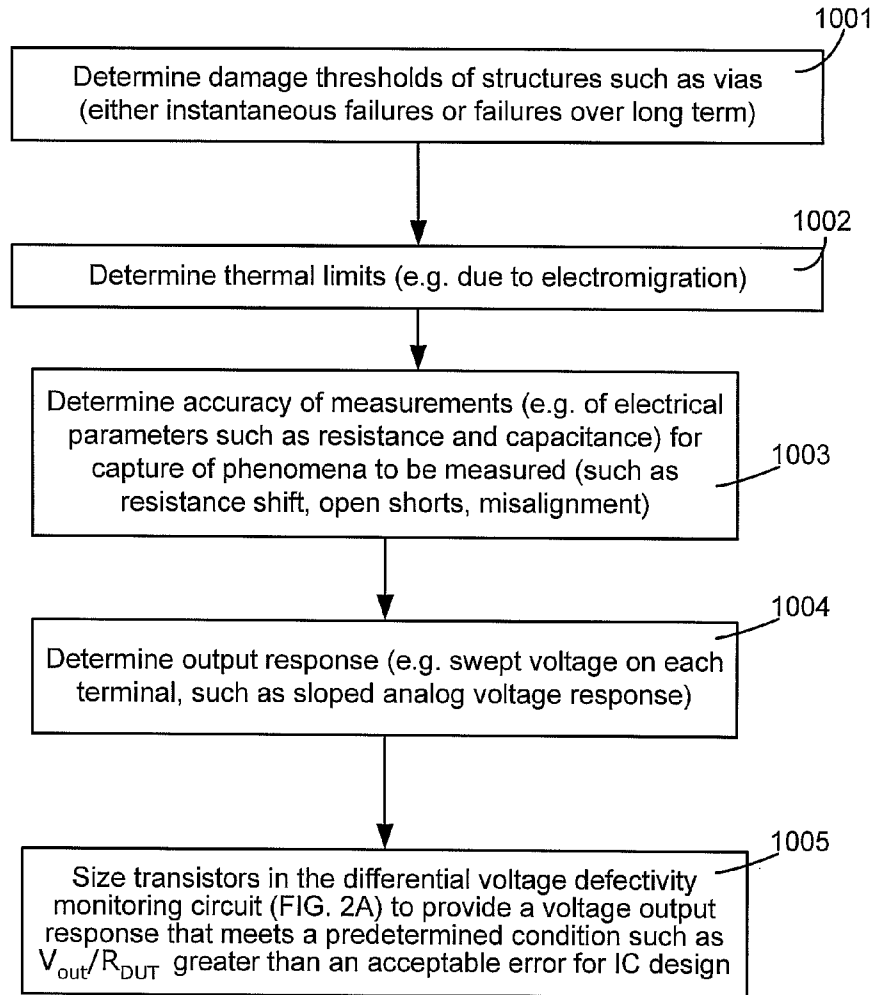 1001
Determine damage thresholds of structures such as vias
(either instantaneous failures or failures over long term)
1002
Determine thermal limits (e.g. due to electromigration)
Determine accuracy of measurements (e.g. of electrical
parameters such as resistance and capacitance) for
capture of phenomena to be measured (such as
resistance shift, open shorts, misalignment)
1003
1004
Determine output response (e.g. swept voltage on each
terminal, such as sloped analog voltage response)
1005
Size transistors in the differential voltage defectivity
monitoring circuit (FIG. 2A) to provide a voltage output
response that meets a predetermined condition such as
Vout/RDUT greater than an acceptable error for IC design